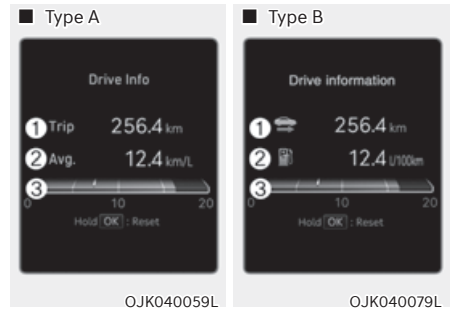 ■ Type A
Drive Info
① Trip 256.4 km
② Avg. 12.4 km/L
③
0 10 20
Hold OK : Reset
OJK040059L
■ Type B
Drive information
① 256.4 km
② 12.4 L/100km
③
0 10 20
Hold OK : Reset
OJK040079L